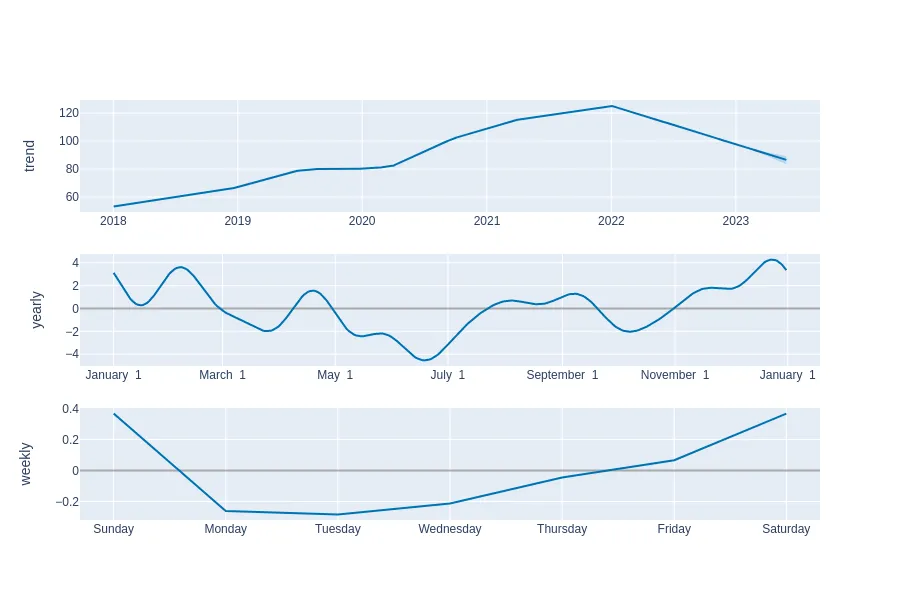 trend
120
100
80
60
2018 2019 2020 2021 2022 2023
yearly
4
2
0
−2
−4
January 1 March 1 May 1 July 1 September 1 November 1 January 1
weekly
0.4
0.2
0
−0.2
Sunday Monday Tuesday Wednesday Thursday Friday Saturday